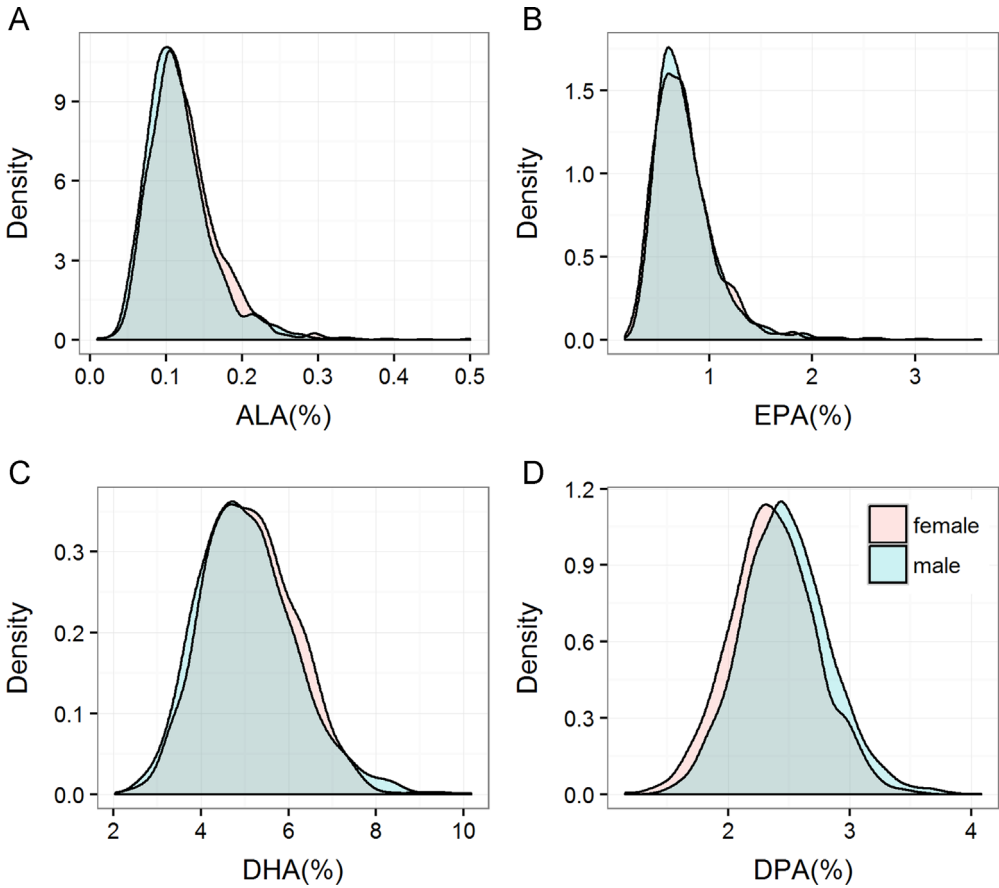 A
Density
9
6
3
0
0.0 0.1 0.2 0.3 0.4 0.5
ALA(%)
B
Density
1.5
1.0
0.5
0.0
1 2 3
EPA(%)
C
Density
0.3
0.2
0.1
0.0
2 4 6 8 10
DHA(%)
D
Density
1.2
0.9
0.6
0.3
0.0
female
male
2 3 4
DPA(%)